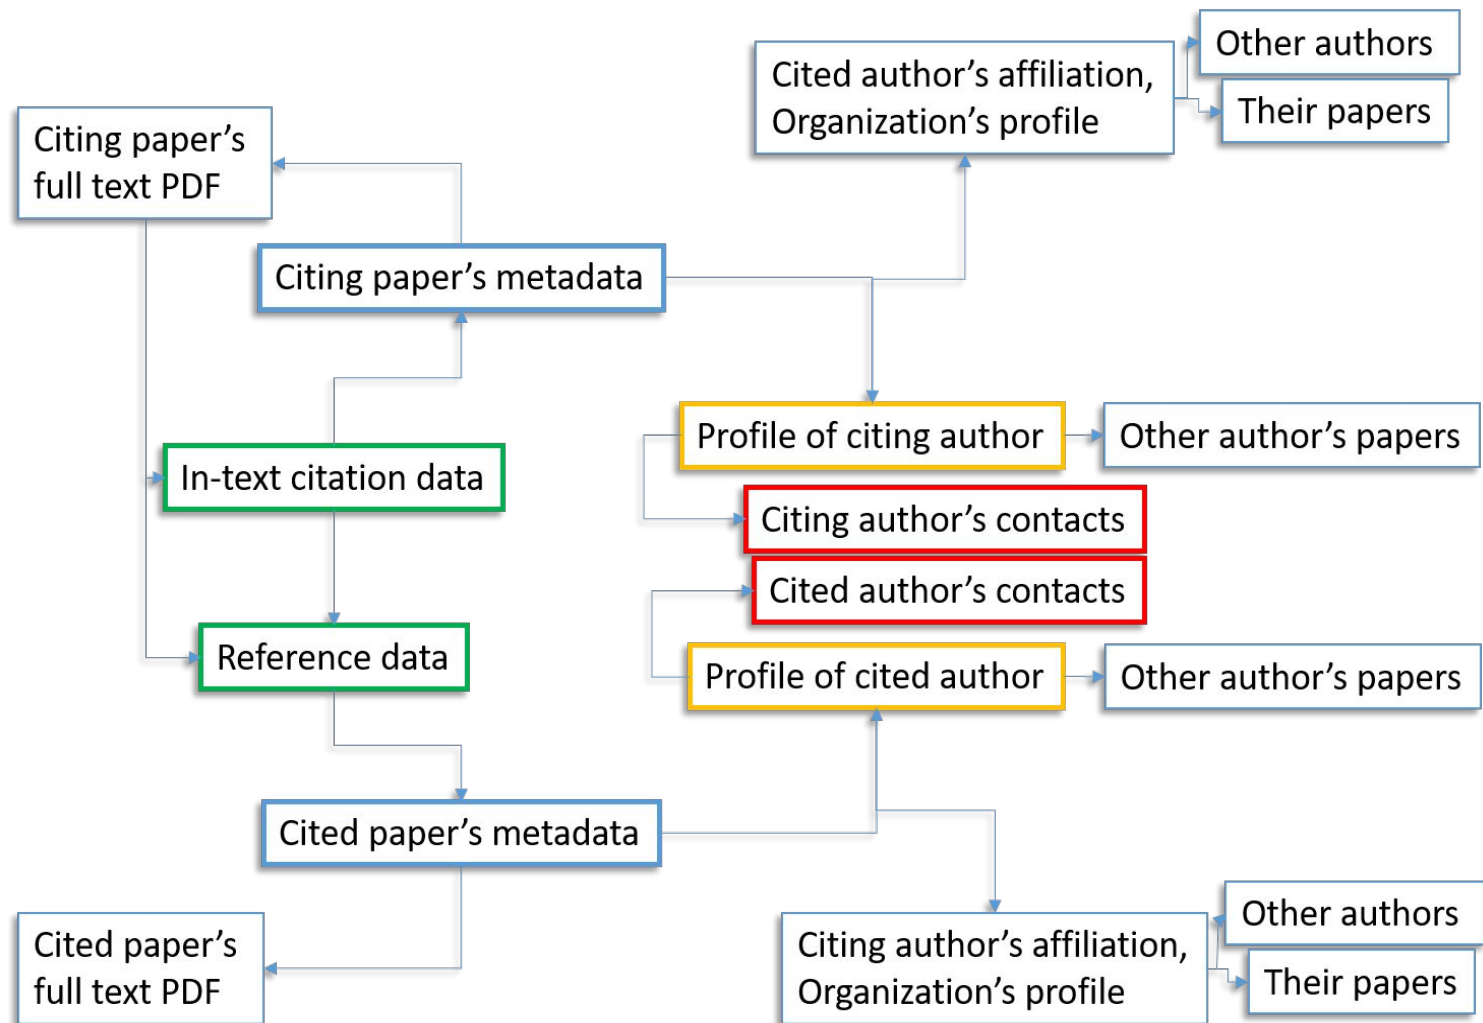 Other authors
Cited author’s affiliation,
Organization’s profile
Their papers
Citing paper’s
full text PDF
Citing paper’s metadata
Profile of citing author
Other author’s papers
In-text citation data
Citing author’s contacts
Cited author’s contacts
Reference data
Profile of cited author
Other author’s papers
Cited paper’s metadata
Other authors
Cited paper’s
full text PDF
Citing author’s affiliation,
Organization’s profile
Their papers